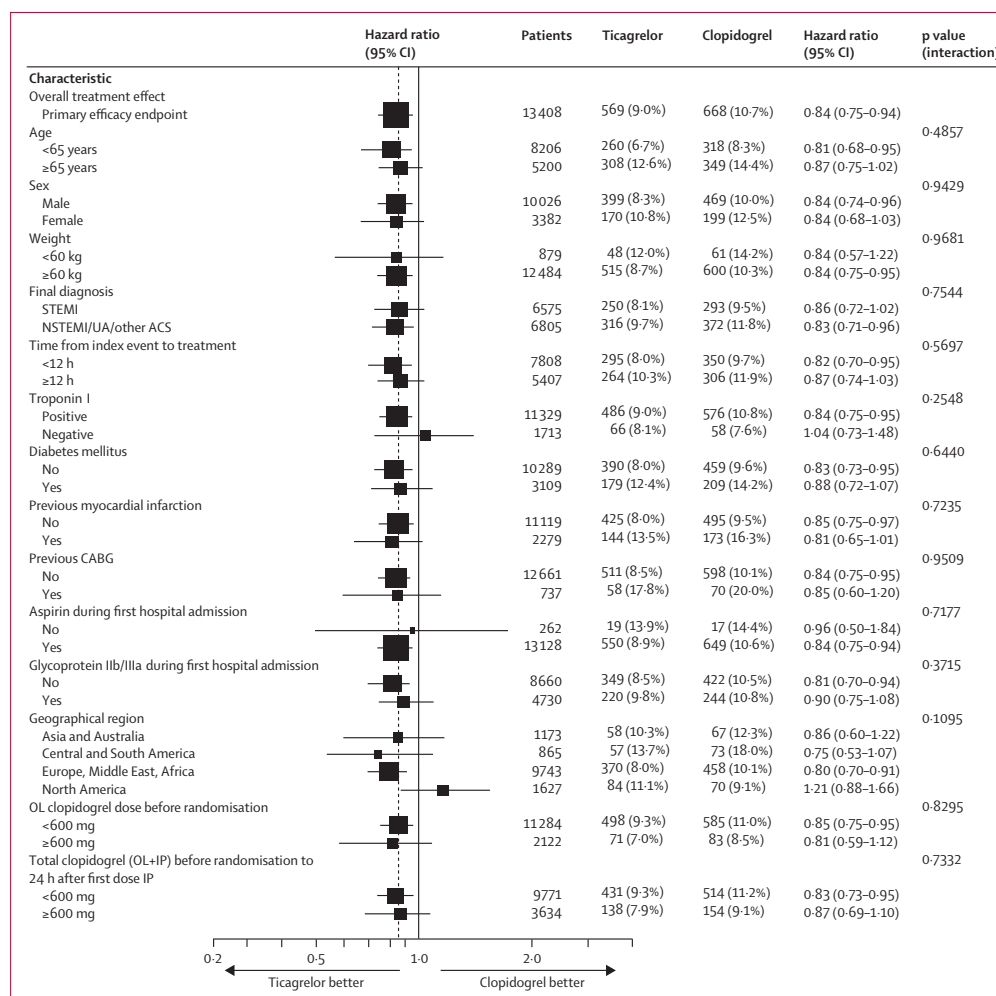 Hazard ratio (95% CI) Patients Ticagrelor Clopidogrel Hazard ratio (95% CI) p value (interaction)
Characteristic
Overall treatment effect
Primary efficacy endpoint 13 408 569 (9·0%) 668 (10·7%) 0·84 (0·75–0·94)
Age 0·4857
<65 years 8206 260 (6·7%) 318 (8·3%) 0·81 (0·68–0·95)
≥65 years 5200 308 (12·6%) 349 (14·4%) 0·87 (0·75–1·02)
Sex 0·9429
Male 10 026 399 (8·3%) 469 (10·0%) 0·84 (0·74–0·96)
Female 3382 170 (10·8%) 199 (12·5%) 0·84 (0·68–1·03)
Weight 0·9681
<60 kg 879 48 (12·0%) 61 (14·2%) 0·84 (0·57–1·22)
≥60 kg 12 484 515 (8·7%) 600 (10·3%) 0·84 (0·75–0·95)
Final diagnosis 0·7544
STEMI 6575 250 (8·1%) 293 (9·5%) 0·86 (0·72–1·02)
NSTEMI/UA/other ACS 6805 316 (9·7%) 372 (11·8%) 0·83 (0·71–0·96)
Time from index event to treatment 0·5697
<12 h 7808 295 (8·0%) 350 (9·7%) 0·82 (0·70–0·95)
≥12 h 5407 264 (10·3%) 306 (11·9%) 0·87 (0·74–1·03)
Troponin I 0·2548
Positive 11 329 486 (9·0%) 576 (10·8%) 0·84 (0·75–0·95)
Negative 1713 66 (8·1%) 58 (7·6%) 1·04 (0·73–1·48)
Diabetes mellitus 0·6440
No 10 289 390 (8·0%) 459 (9·6%) 0·83 (0·73–0·95)
Yes 3109 179 (12·4%) 209 (14·2%) 0·88 (0·72–1·07)
Previous myocardial infarction 0·7235
No 11 119 425 (8·0%) 495 (9·5%) 0·85 (0·75–0·97)
Yes 2279 144 (13·5%) 173 (16·3%) 0·81 (0·65–1·01)
Previous CABG 0·9509
No 12 661 511 (8·5%) 598 (10·1%) 0·84 (0·75–0·95)
Yes 737 58 (17·8%) 70 (20·0%) 0·85 (0·60–1·20)
Aspirin during first hospital admission 0·7177
No 262 19 (13·9%) 17 (14·4%) 0·96 (0·50–1·84)
Yes 13 128 550 (8·9%) 649 (10·6%) 0·84 (0·75–0·94)
Glycoprotein IIb/IIIa during first hospital admission 0·3715
No 8660 349 (8·5%) 422 (10·5%) 0·81 (0·70–0·94)
Yes 4730 220 (9·8%) 244 (10·8%) 0·90 (0·75–1·08)
Geographical region 0·1095
Asia and Australia 1173 58 (10·3%) 67 (12·3%) 0·86 (0·60–1·22)
Central and South America 865 57 (13·7%) 73 (18·0%) 0·75 (0·53–1·07)
Europe, Middle East, Africa 9743 370 (8·0%) 458 (10·1%) 0·80 (0·70–0·91)
North America 1627 84 (11·1%) 70 (9·1%) 1·21 (0·88–1·66)
OL clopidogrel dose before randomisation 0·8295
<600 mg 11 284 498 (9·3%) 585 (11·0%) 0·85 (0·75–0·95)
≥600 mg 2122 71 (7·0%) 83 (8·5%) 0·81 (0·59–1·12)
Total clopidogrel (OL+IP) before randomisation to 0·7332
24 h after first dose IP
<600 mg 9771 431 (9·3%) 514 (11·2%) 0·83 (0·73–0·95)
≥600 mg 3634 138 (7·9%) 154 (9·1%) 0·87 (0·69–1·10)
0·2 0·5 1·0 2·0
Ticagrelor better Clopidogrel better